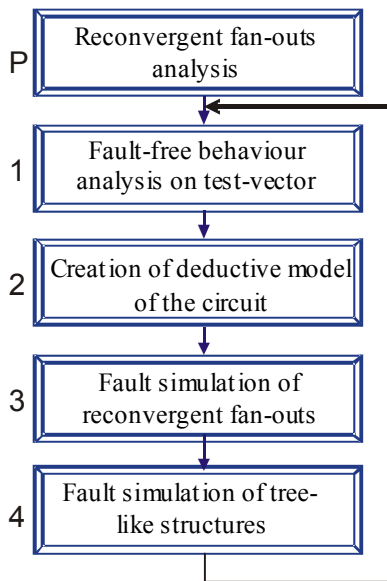 P
Reconvergent fan-outs
analysis
1
Fault-free behaviour
analysis on test-vector
2
Creation of deductive model
of the circuit
3
Fault simulation of
reconvergent fan-outs
4
Fault simulation of tree-
like structures